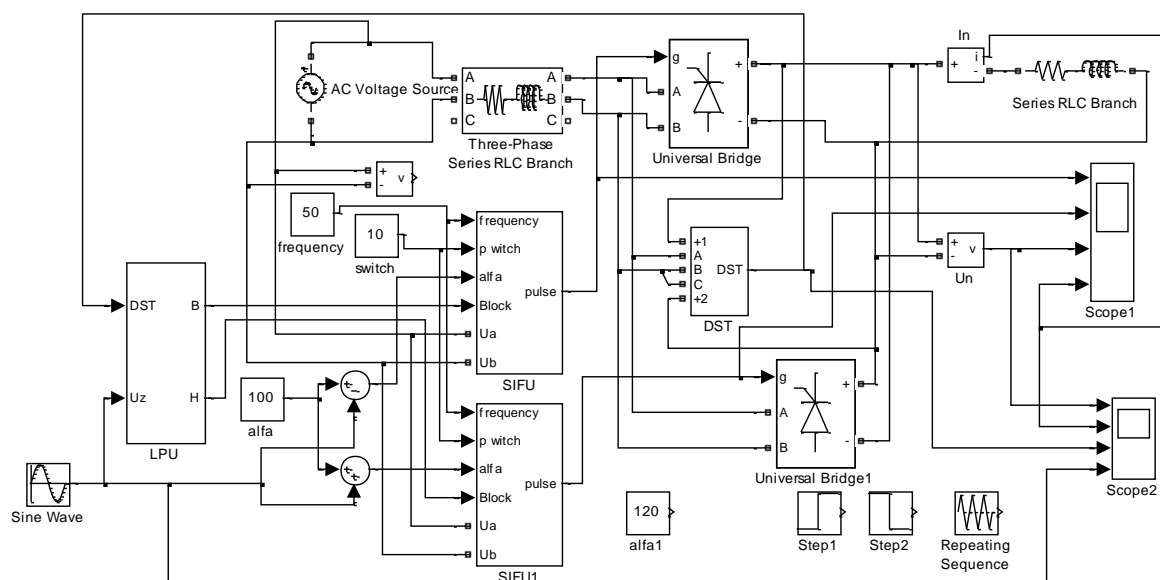 In
g
+
A
B
-
Universal Bridge
+
-
i
Series RLC Branch
AC Voltage Source
A
B
C
A
B
C
Three-Phase
Series RLC Branch
+
-
v
50
frequency
10
switch
frequency
p witch
alfa
Block
Ua
Ub
pulse
SIFU
+1
A
B
C
+2
DST
DST
+
-
v
Un
Scope1
DST
Uz
B
H
LPU
100
alfa
+
-
+
+
frequency
p witch
alfa
Block
Ua
Ub
pulse
SIFU1
g
A
B
+
-
Universal Bridge1
Scope2
Sine Wave
120
alfa1
Step1
Step2
Repeating
Sequence